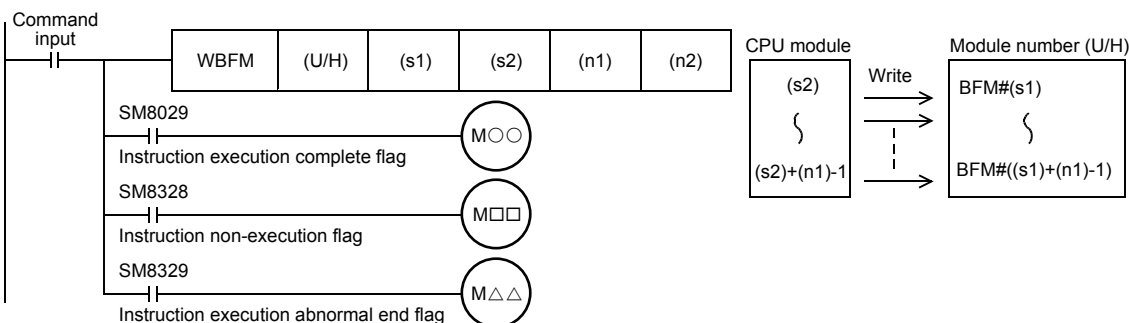 Command
input
WBFM (U/H) (s1) (s2) (n1) (n2)
SM8029
M○○
Instruction execution complete flag
SM8328
M□□
Instruction non-execution flag
SM8329
M△△
Instruction execution abnormal end flag
CPU module
(s2)
(s2)+(n1)-1
Write
Module number (U/H)
BFM#(s1)
BFM#((s1)+(n1)-1)